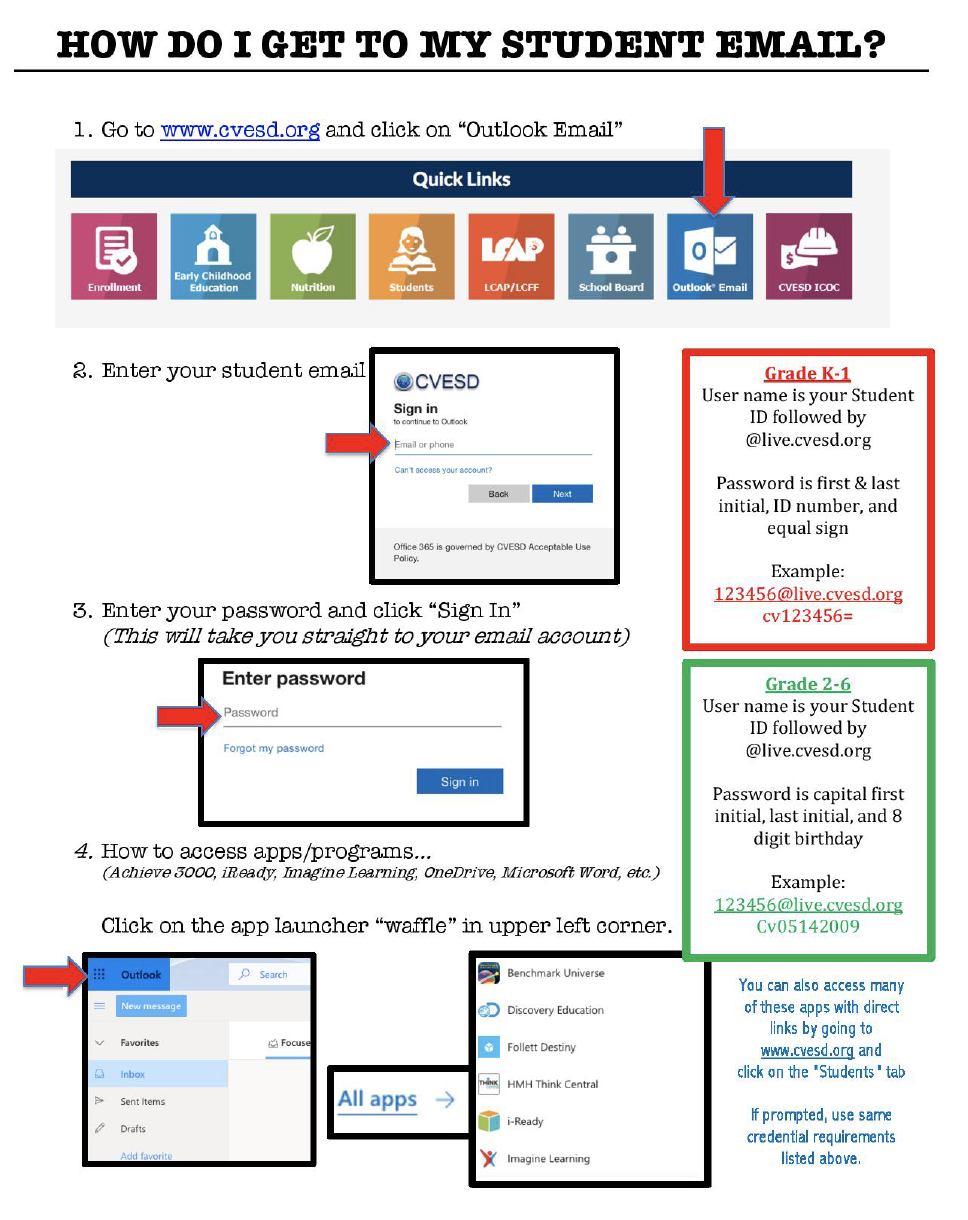 HOW DO I GET TO MY STUDENT EMAIL?
1. Go to www.cvesd.org and click on “Outlook Email”
Quick Links
Enrollment
Early Childhood
Education
Nutrition
Students
LCAP
LCAP/LCFF
School Board
Outlook® Email
CVESD ICOC
2. Enter your student email
CVESD
Sign in
to continue to Outlook
Email or phone
Can't access your account?
Back
Next
Office 365 is governed by CVESD Acceptable Use
Policy.
Grade K-1
User name is your Student
ID followed by
@live.cvesd.org
Password is first & last
initial, ID number, and
equal sign
Example:
123456@live.cvesd.org
cv123456=
3. Enter your password and click “Sign In”
(This will take you straight to your email account)
Enter password
Password
Forgot my password
Sign in
Grade 2-6
User name is your Student
ID followed by
@live.cvesd.org
Password is capital first
initial, last initial, and 8
digit birthday
Example:
123456@live.cvesd.org
Cv05142009
4. How to access apps/programs...
(Achieve 3000, iReady, Imagine Learning, OneDrive, Microsoft Word, etc.)
Click on the app launcher “waffle” in upper left corner.
Outlook
Search
New message
Favorites
Focuse
Inbox
Sent Items
Drafts
Add favorite
All apps →
Benchmark Universe
Discovery Education
Follett Destiny
THINK
HMH Think Central
i-Ready
Imagine Learning
You can also access many
of these apps with direct
links by going to
www.cvesd.org and
click on the "Students" tab
If prompted, use same
credential requirements
listed above.